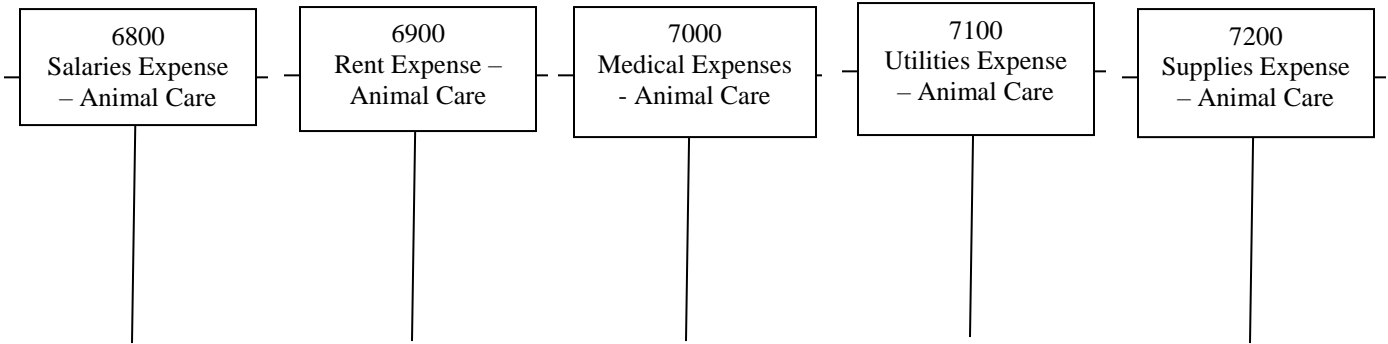 6800
Salaries Expense
– Animal Care
6900
Rent Expense –
Animal Care
7000
Medical Expenses
- Animal Care
7100
Utilities Expense
– Animal Care
7200
Supplies Expense
– Animal Care